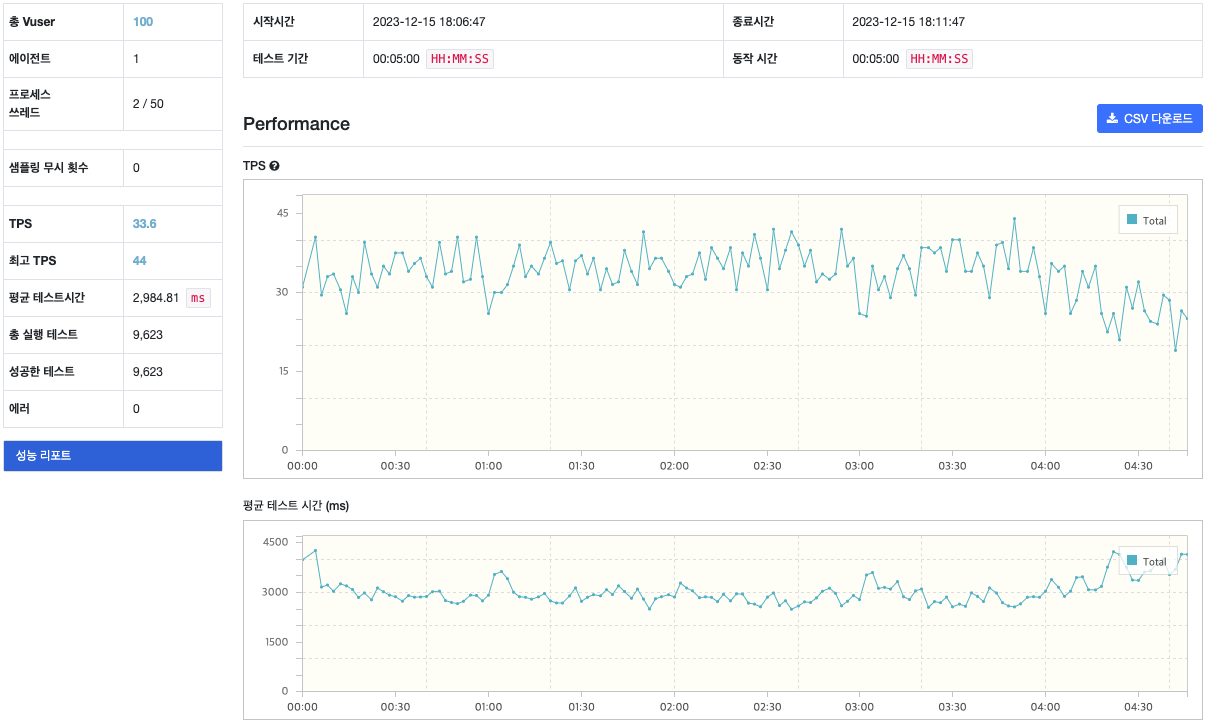 총 Vuser 100
에이전트 1
프로세스
쓰레드
2 / 50
샘플링 무시 횟수 0
TPS 33.6
최고 TPS 44
평균 테스트시간 2,984.81 ms
총 실행 테스트 9,623
성공한 테스트 9,623
에러 0
성능 리포트
시작시간 2023-12-15 18:06:47 종료시간 2023-12-15 18:11:47
테스트 기간 00:05:00 HH:MM:SS 동작 시간 00:05:00 HH:MM:SS
Performance CSV 다운로드
TPS ?
45
30
15
0
Total
00:00 00:30 01:00 01:30 02:00 02:30 03:00 03:30 04:00 04:30
평균 테스트 시간 (ms)
4500
3000
1500
0
Total
00:00 00:30 01:00 01:30 02:00 02:30 03:00 03:30 04:00 04:30